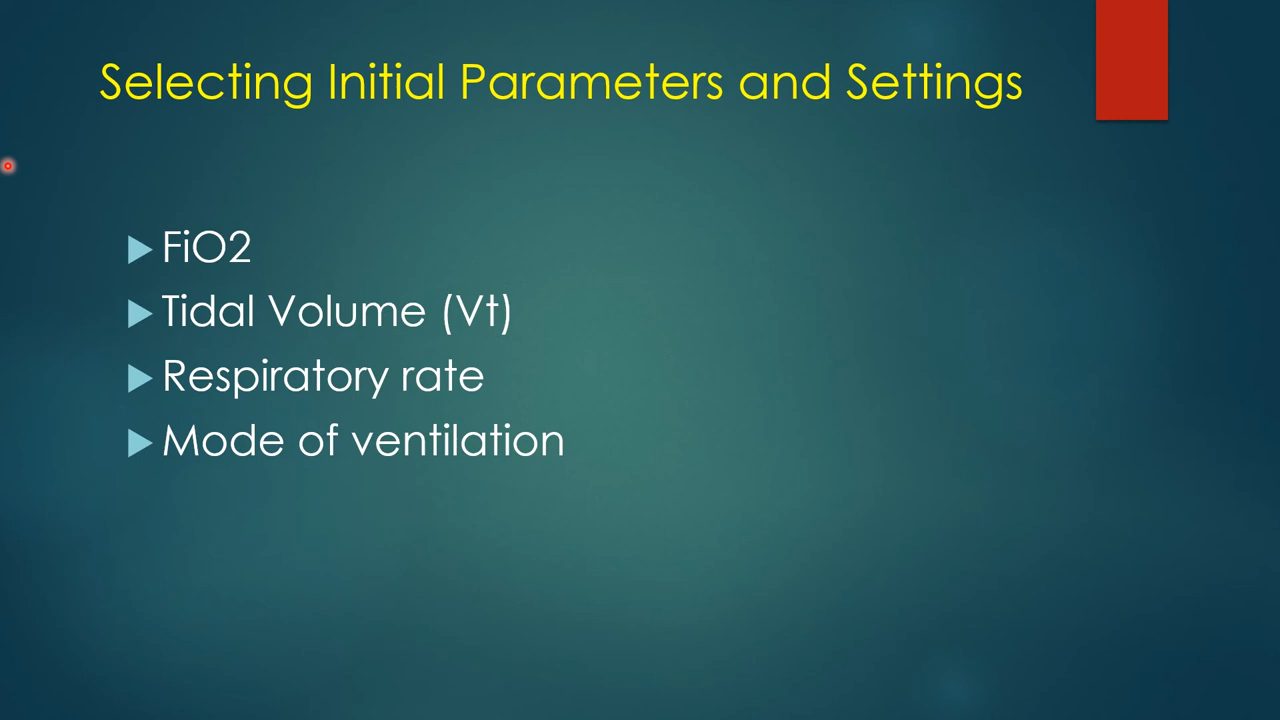 Selecting Initial Parameters and Settings
FiO2
Tidal Volume (Vt)
Respiratory rate
Mode of ventilation